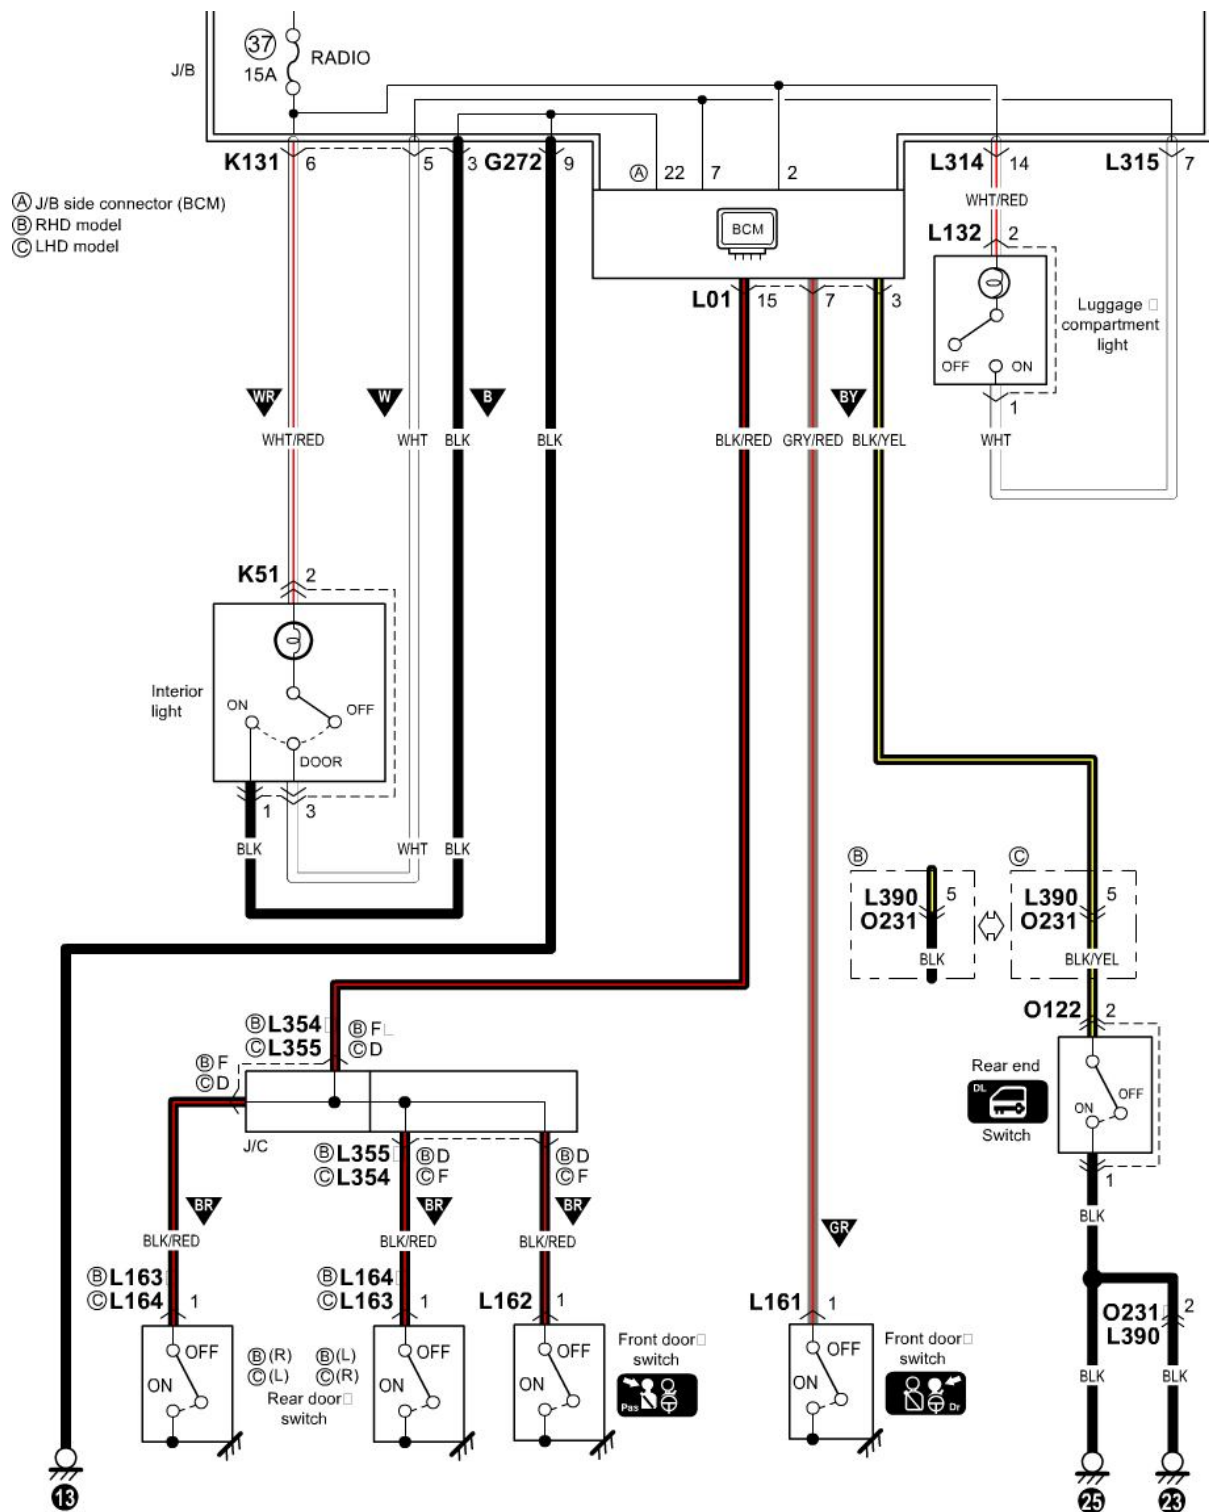 37
15A
RADIO
J/B
K131 6
5
3
G272 9
Ⓐ 22
7
2
L314 14
L315 7
Ⓐ J/B side connector (BCM)
Ⓑ RHD model
Ⓒ LHD model
WHT/RED
BCM
L132 2
L01 15
7
3
Luggage
compartment
light
OFF
ON
1
WR
W
B
BY
WHT/RED
WHT
BLK
BLK
BLK/RED
GRY/RED
BLK/YEL
WHT
K51 2
Interior
light
ON
OFF
DOOR
1
3
BLK
WHT
BLK
Ⓑ
Ⓒ
L390 5
O231
BLK
L390 5
O231
BLK/YEL
O122 2
ⒷL354
ⒸL355
ⒷF
ⒸD
ⒷF
ⒸD
J/C
Rear end
DL
Switch
OFF
ON
1
ⒷL355
ⒸL354
ⒷD
ⒸF
ⒷD
ⒸF
BR
BR
BR
GR
BLK
BLK/RED
BLK/RED
BLK/RED
ⒷL163
ⒸL164 1
ⒷL164
ⒸL163 1
L162 1
L161 1
O231 2
L390
OFF
ON
Ⓑ(R)
Ⓒ(L)
Ⓑ(L)
Ⓒ(R)
Rear door
switch
OFF
ON
OFF
ON
Front door
switch
Pas
OFF
ON
Front door
switch
Dr
BLK
BLK
13
25
23